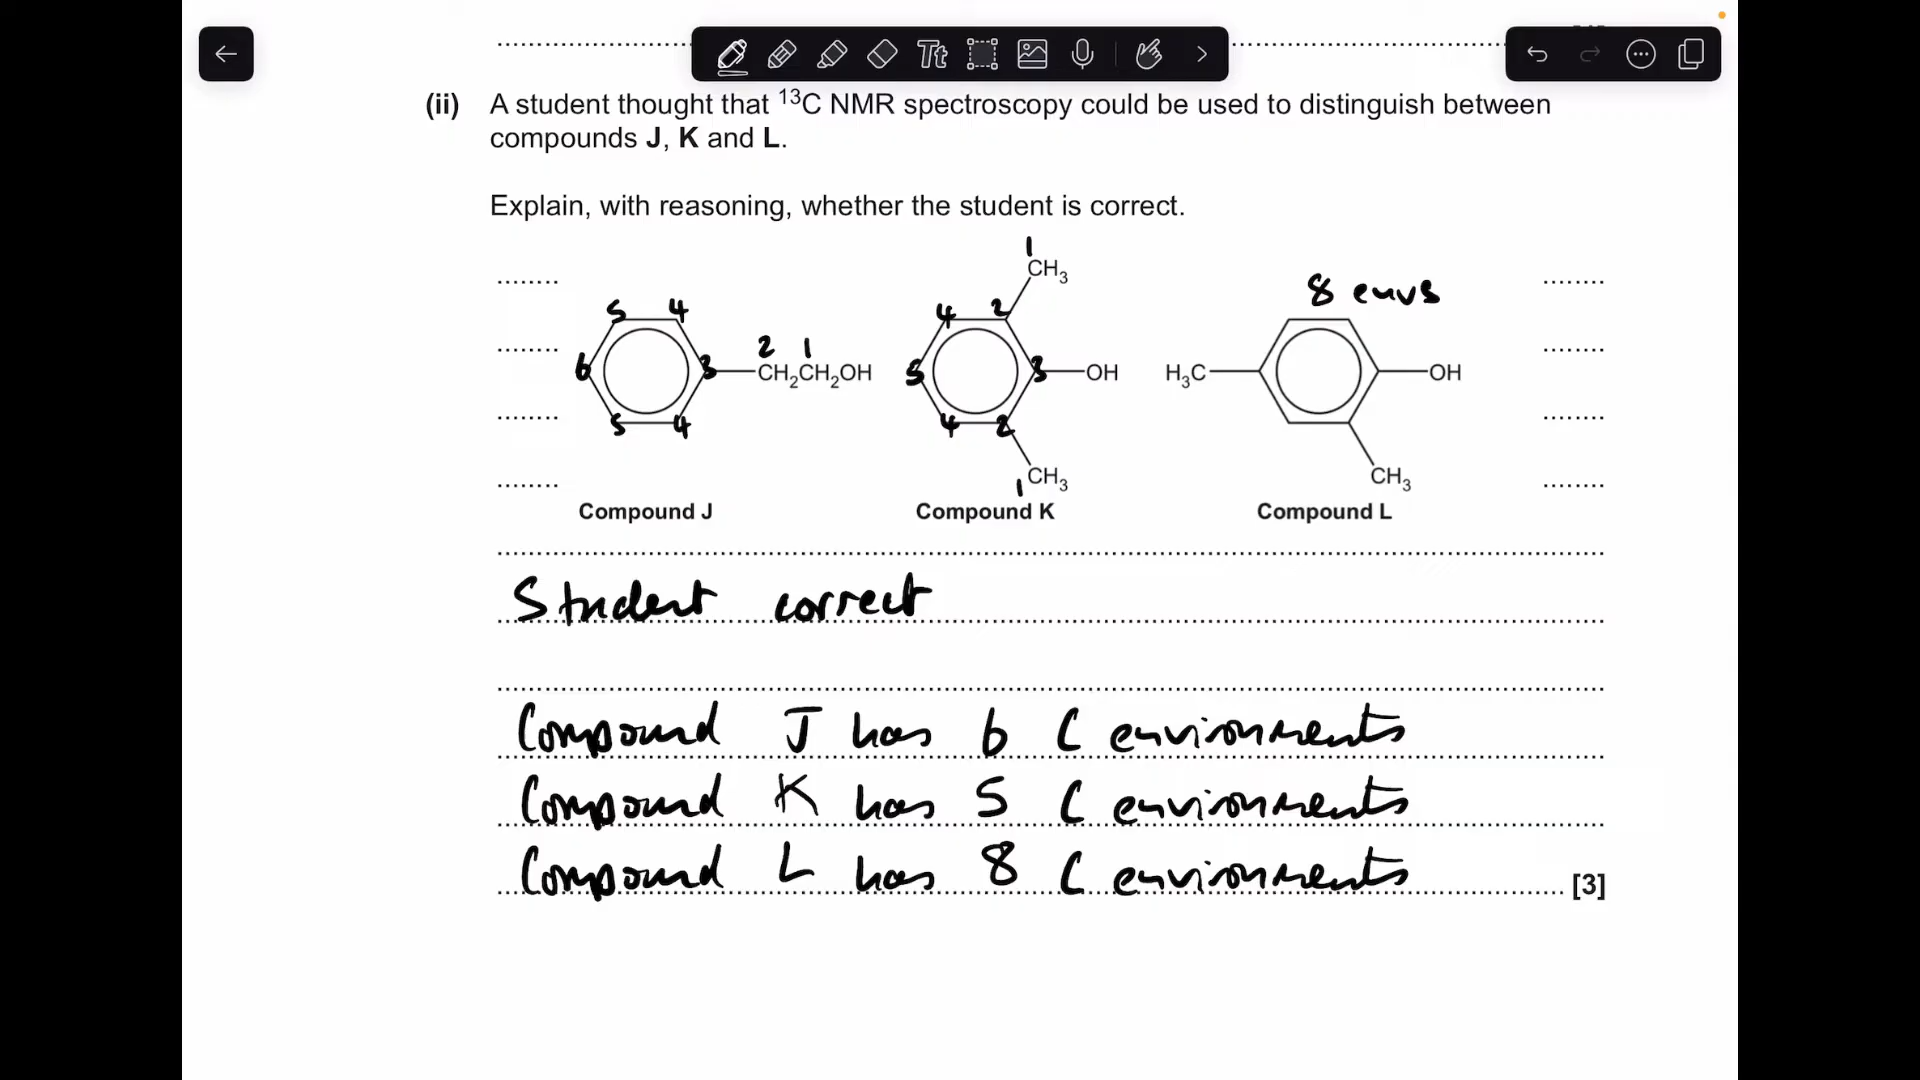 Tt
(ii) A student thought that ¹³C NMR spectroscopy could be used to distinguish between
compounds J, K and L.
Explain, with reasoning, whether the student is correct.
1
CH₃
8 envs
5 4 4 2
6 3 2 1 CH₂CH₂OH 5 3 OH H₃C OH
5 4 4 2
1 CH₃ CH₃
Compound J Compound K Compound L
Student correct
Compound J has 6 C environments
Compound K has 5 C environments
Compound L has 8 C environments [3]